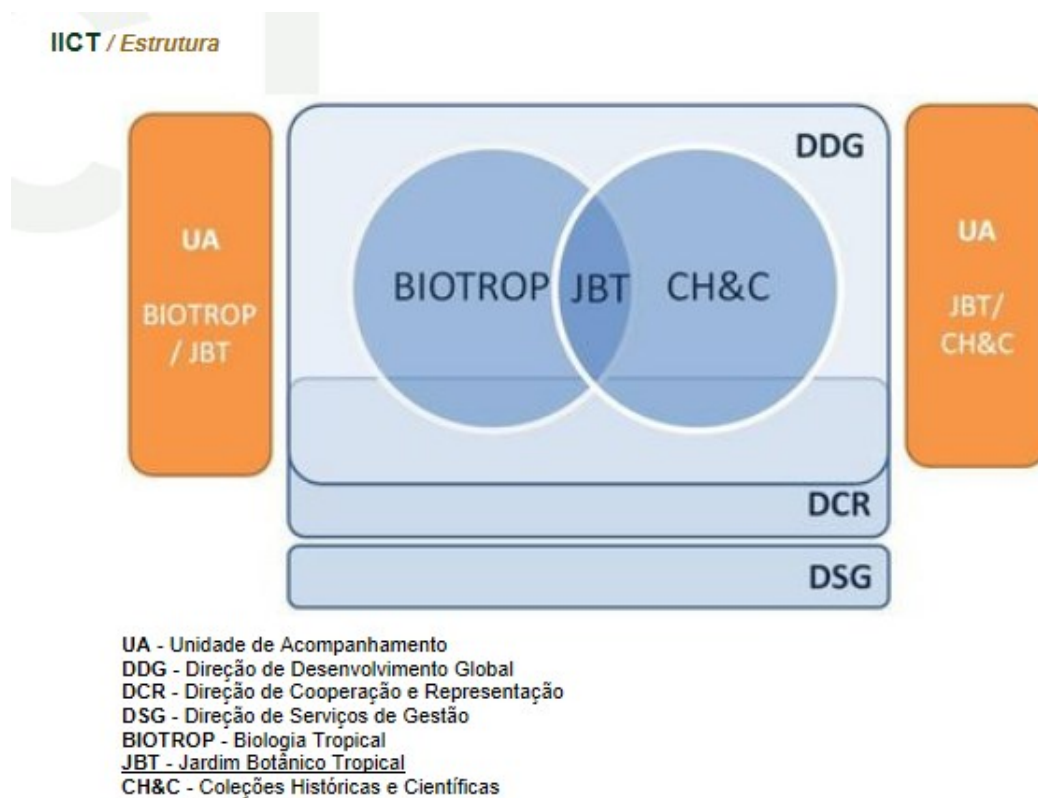 IICT / Estrutura
DDG
UA
BIOTROP
/ JBT
BIOTROP
JBT
CH&C
UA
JBT/
CH&C
DCR
DSG
UA - Unidade de Acompanhamento
DDG - Direção de Desenvolvimento Global
DCR - Direção de Cooperação e Representação
DSG - Direção de Serviços de Gestão
BIOTROP - Biologia Tropical
JBT - Jardim Botânico Tropical
CH&C - Coleções Históricas e Científicas